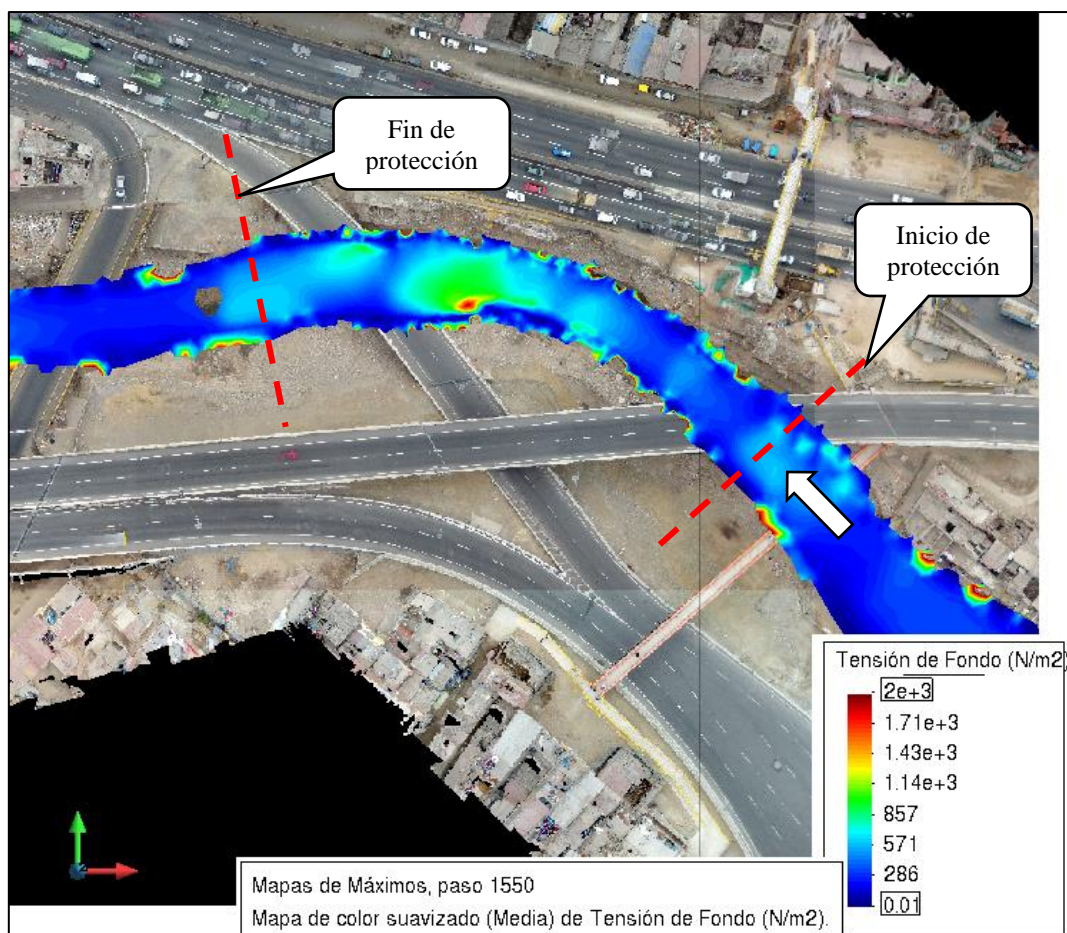 Fin de
protección
Inicio de
protección
Tensión de Fondo (N/m2)
2e+3
1.71e+3
1.43e+3
1.14e+3
857
571
286
0.01
Mapas de Máximos, paso 1550
Mapa de color suavizado (Media) de Tensión de Fondo (N/m2).